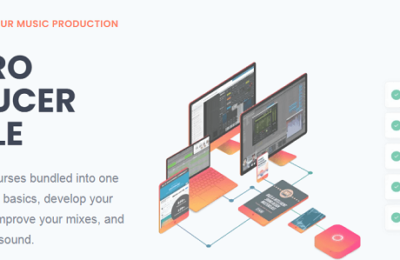 UR MUSIC PRODUCTION
RO
UCER
LE
urses bundled into one
basics, develop your
mprove your mixes, and
sound.